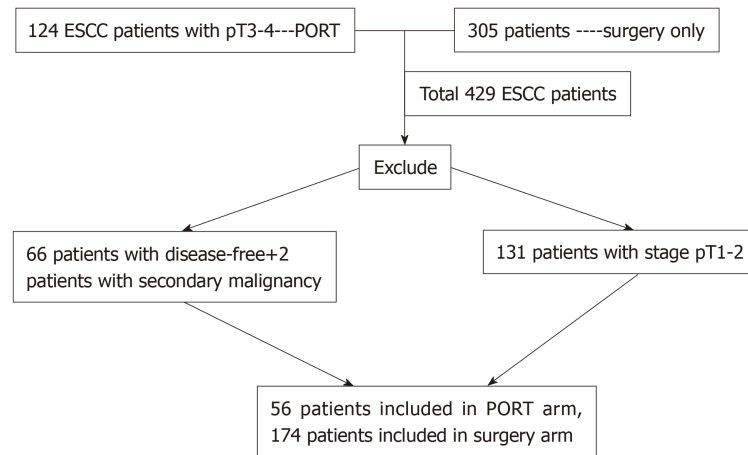 124 ESCC patients with pT3-4---PORT
305 patients ----surgery only
Total 429 ESCC patients
Exclude
66 patients with disease-free+2
patients with secondary malignancy
131 patients with stage pT1-2
56 patients included in PORT arm,
174 patients included in surgery arm